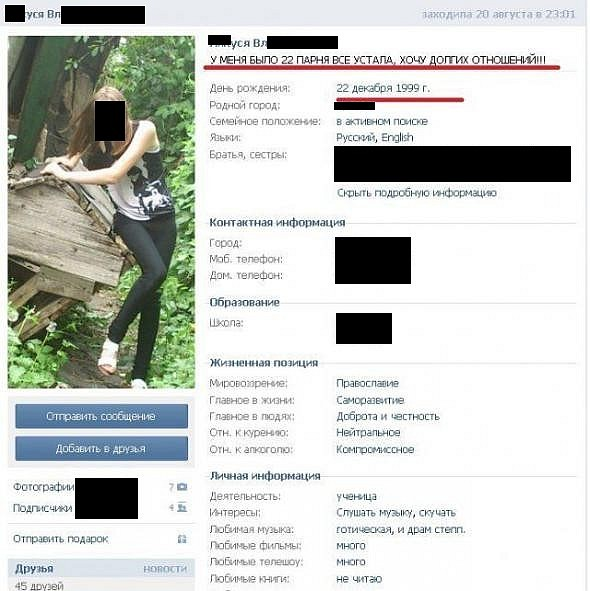 уся Вл
заходила 20 августа в 23:01
нуся Вл
У МЕНЯ БЫЛО 22 ПАРНЯ ВСЕ УСТАЛА, ХОЧУ ДОЛГИХ ОТНОШЕНИЙ!!!
День рождения: 22 декабря 1999 г.
Родной город:
Семейное положение: в активном поиске
Языки: Русский, English
Братья, сестры:
Скрыть подробную информацию
Контактная информация
Город:
Моб. телефон:
Дом. телефон:
Образование
Школа:
Жизненная позиция
Мировоззрение: Православие
Главное в жизни: Саморазвитие
Главное в людях: Доброта и честность
Отн. к курению: Нейтральное
Отн. к алкоголю: Компромиссное
Личная информация
Деятельность: ученица
Интересы: Слушать музыку, скучать
Любимая музыка: готическая, и драм степп.
Любимые фильмы: много
Любимые телешоу: много
Любимые книги: не читаю
Отправить сообщение
Добавить в друзья
Фотографии 7
Подписчики 4
Отправить подарок
Друзья новости
45 друзей